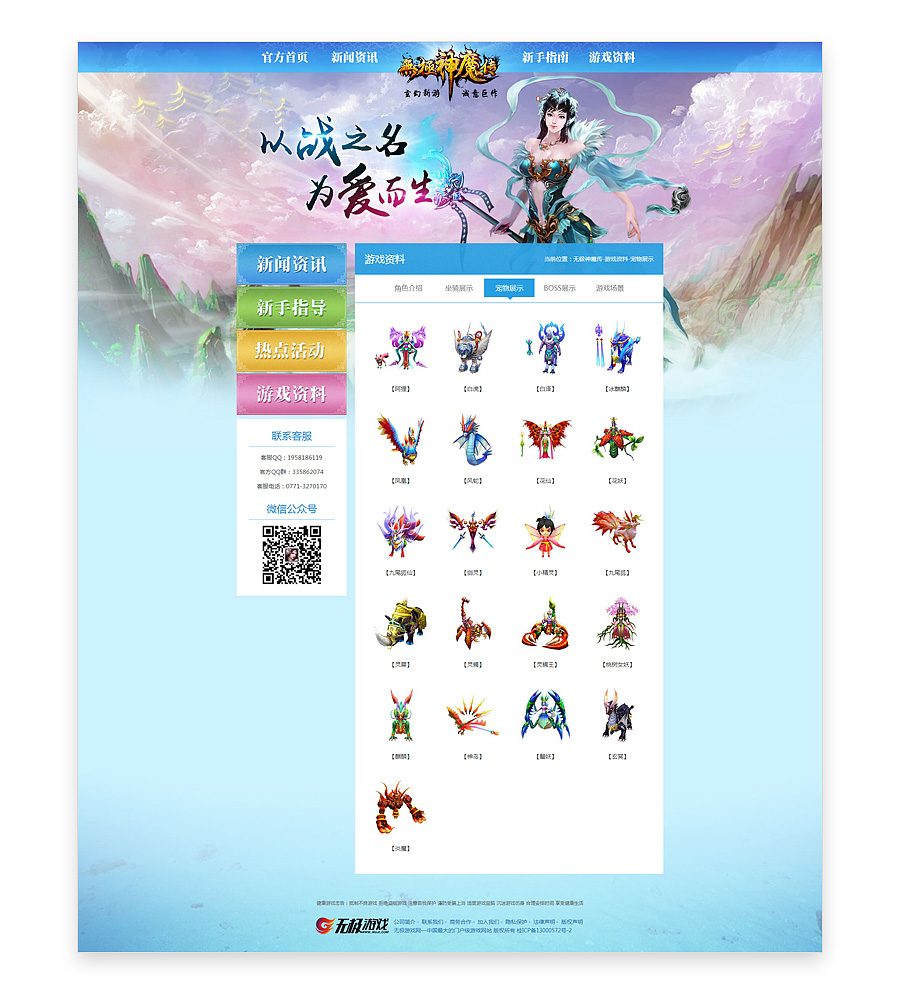 官方首页 新闻资讯 無極神魔传 新手指南 游戏资料
玄幻新游 诚意巨作
以战之名
为爱而生
新闻资讯
新手指导
热点活动
游戏资料
联系客服
客服QQ：1958186119
官方QQ群：335862074
客服电话：0771-3270170
微信公众号
游戏资料 当前位置：无极神魔传-游戏资料-宠物展示
角色介绍 坐骑展示 宠物展示 BOSS展示 游戏场景
【阿狸】 【白虎】 【白泽】 【冰麒麟】
【凤凰】 【风蛇】 【花仙】 【花妖】
【九尾狐仙】 【剑灵】 【小精灵】 【九尾狐】
【灵犀】 【灵蝎】 【灵蝎王】 【桃树女妖】
【麒麟】 【神鸟】 【蟹妖】 【玄冥】
【炎魔】
健康游戏忠告：抵制不良游戏 拒绝盗版游戏 注意自我保护 谨防受骗上当 适度游戏益脑 沉迷游戏伤身 合理安排时间 享受健康生活
无极游戏
公司简介 - 联系我们 - 商务合作 - 加入我们 - 隐私保护 - 法律声明 - 版权声明
无极游戏网—中国最大的门户级游戏网站 版权所有 桂ICP备13000572号-2